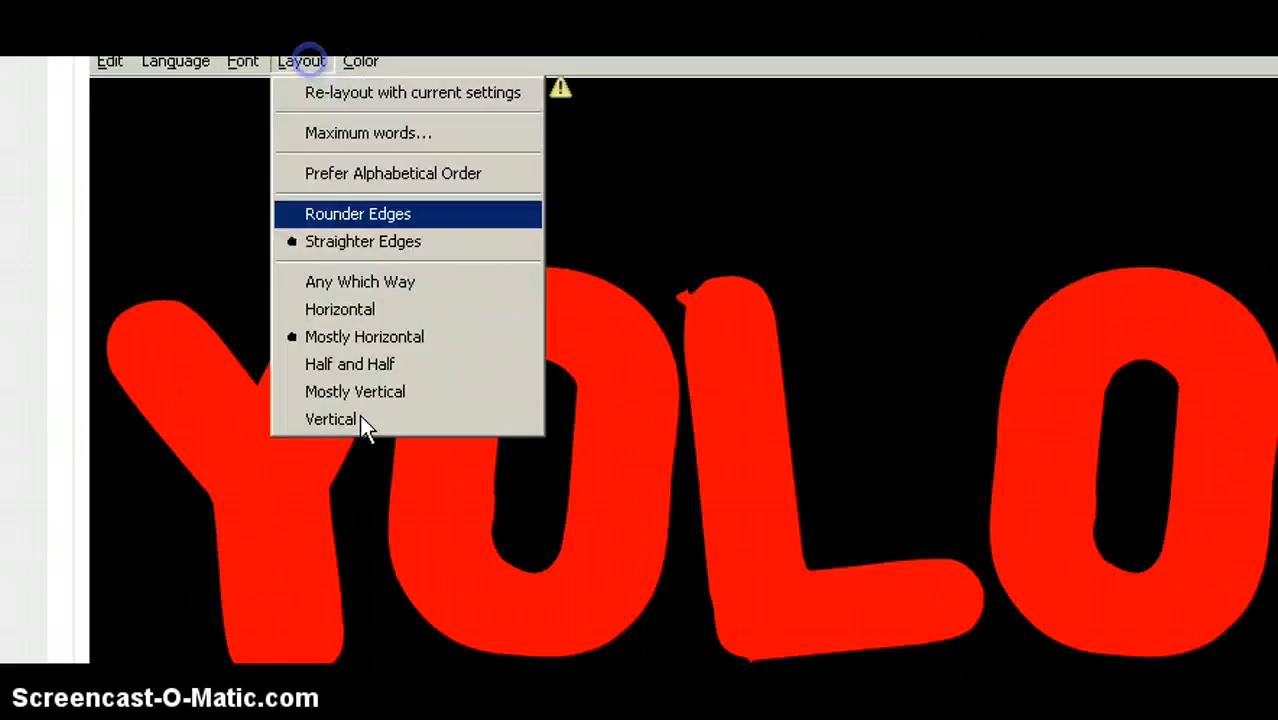 Edit Language Font Layout Color
Re-layout with current settings
Maximum words...
Prefer Alphabetical Order
Rounder Edges
Straighter Edges
Any Which Way
Horizontal
Mostly Horizontal
Half and Half
Mostly Vertical
Vertical
YOLO
Screencast-O-Matic.com